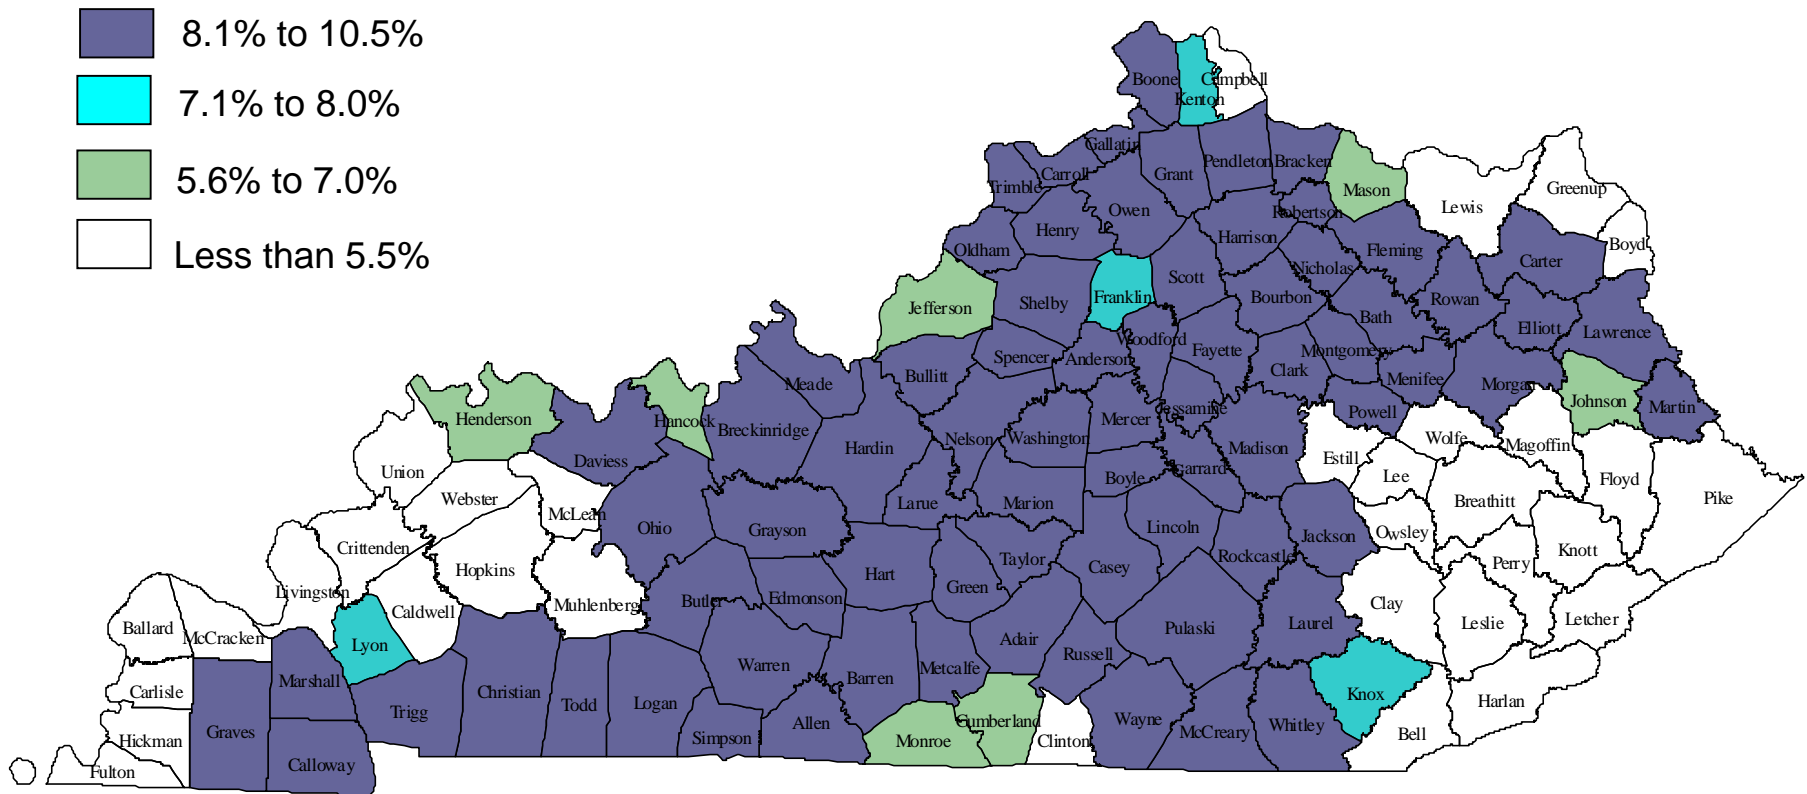 8.1% to 10.5%
7.1% to 8.0%
5.6% to 7.0%
Less than 5.5%
Boone
Kenton
Campbell
Gallatin
Carroll
Trimble
Grant
Pendleton
Bracken
Mason
Lewis
Greenup
Boyd
Owen
Robertson
Henry
Oldham
Harrison
Fleming
Carter
Nicholas
Scott
Franklin
Shelby
Jefferson
Bourbon
Rowan
Bath
Elliott
Lawrence
Woodford
Fayette
Montgomery
Anderson
Spencer
Bullitt
Clark
Menifee
Morgan
Johnson
Martin
Meade
Powell
Jessamine
Mercer
Washington
Nelson
Hardin
Breckinridge
Hancock
Henderson
Daviess
Madison
Garrard
Estill
Wolfe
Magoffin
Lee
Floyd
Pike
Union
Webster
McLean
Ohio
Grayson
Larue
Marion
Boyle
Lincoln
Breathitt
Owsley
Jackson
Rockcastle
Crittenden
Hopkins
Livingston
Caldwell
Muhlenberg
Butler
Edmonson
Hart
Green
Taylor
Casey
Perry
Knott
Clay
Leslie
Letcher
Ballard
McCracken
Lyon
Laurel
Pulaski
Adair
Russell
Metcalfe
Warren
Barren
Carlisle
Marshall
Trigg
Christian
Todd
Logan
Simpson
Allen
Monroe
Cumberland
Clinton
Wayne
McCreary
Whitley
Knox
Bell
Harlan
Hickman
Graves
Calloway
Fulton